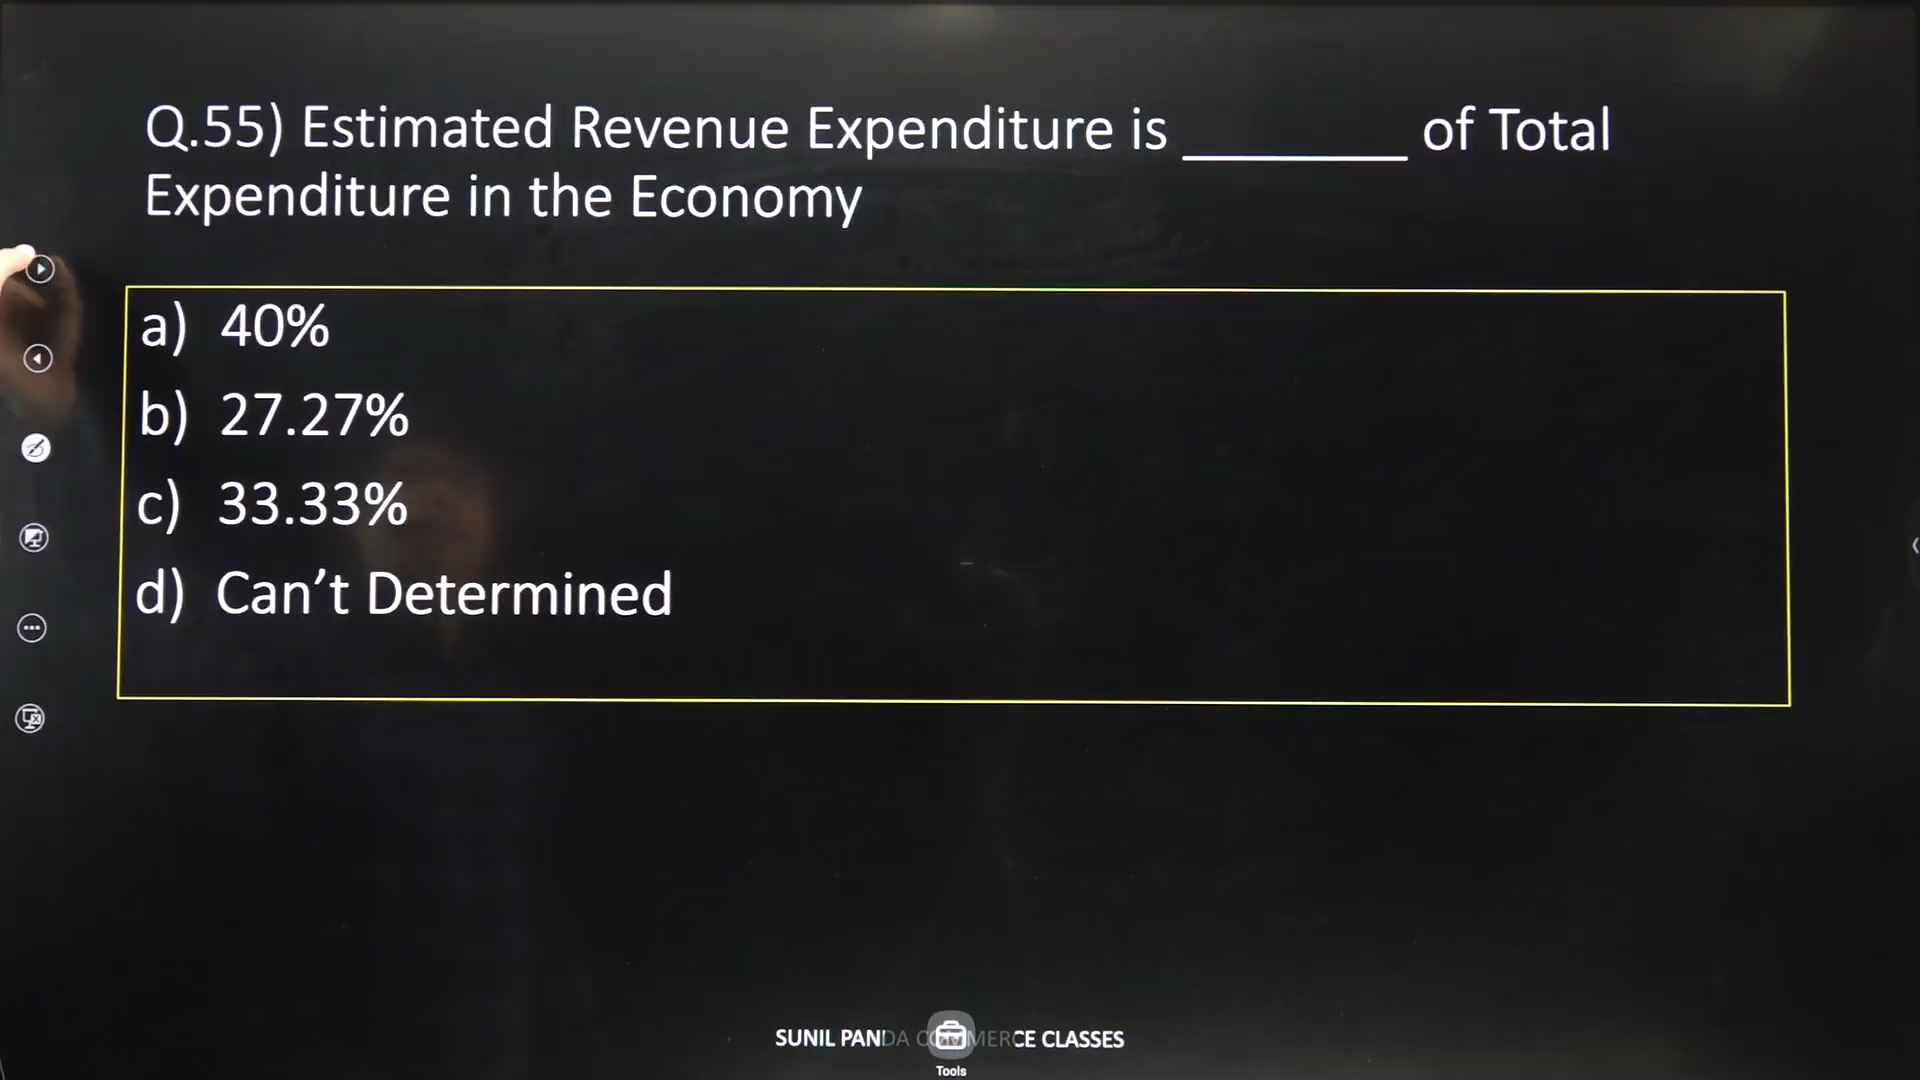 Q.55) Estimated Revenue Expenditure is ________ of Total
Expenditure in the Economy
a) 40%
b) 27.27%
c) 33.33%
d) Can’t Determined
SUNIL PANDA COMMERCE CLASSES
Tools